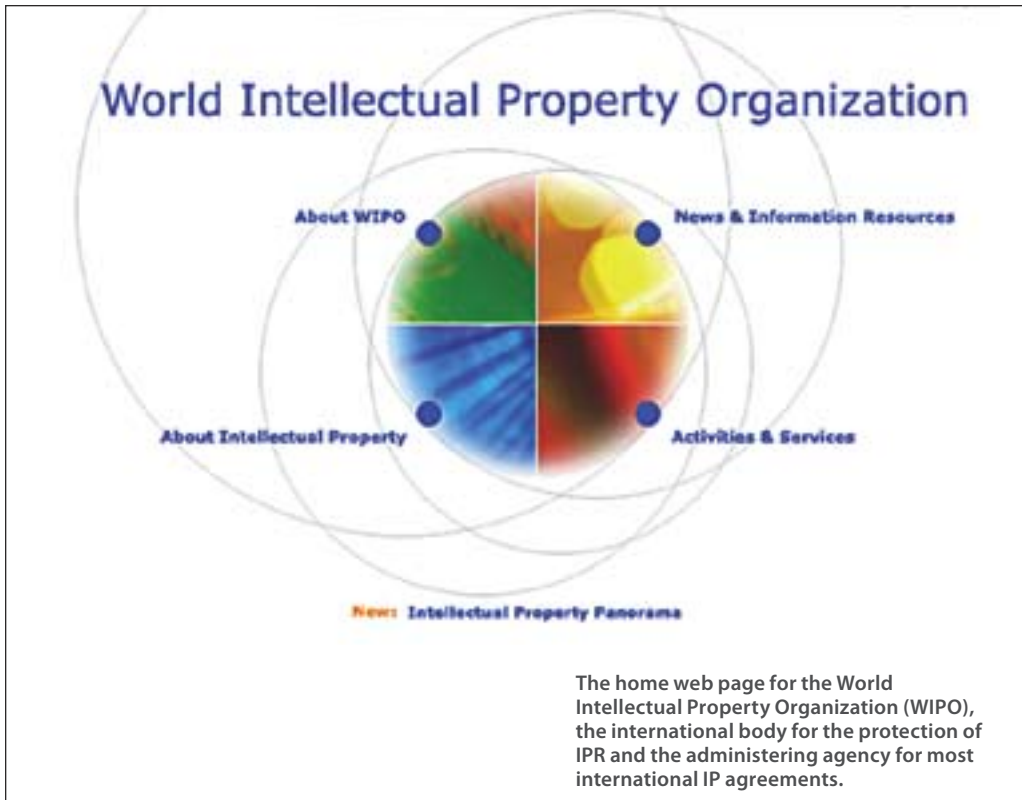 World Intellectual Property Organization
About WIPO
News & Information Resources
About Intellectual Property
Activities & Services
New: Intellectual Property Panorama
The home web page for the World
Intellectual Property Organization (WIPO),
the international body for the protection of
IPR and the administering agency for most
international IP agreements.